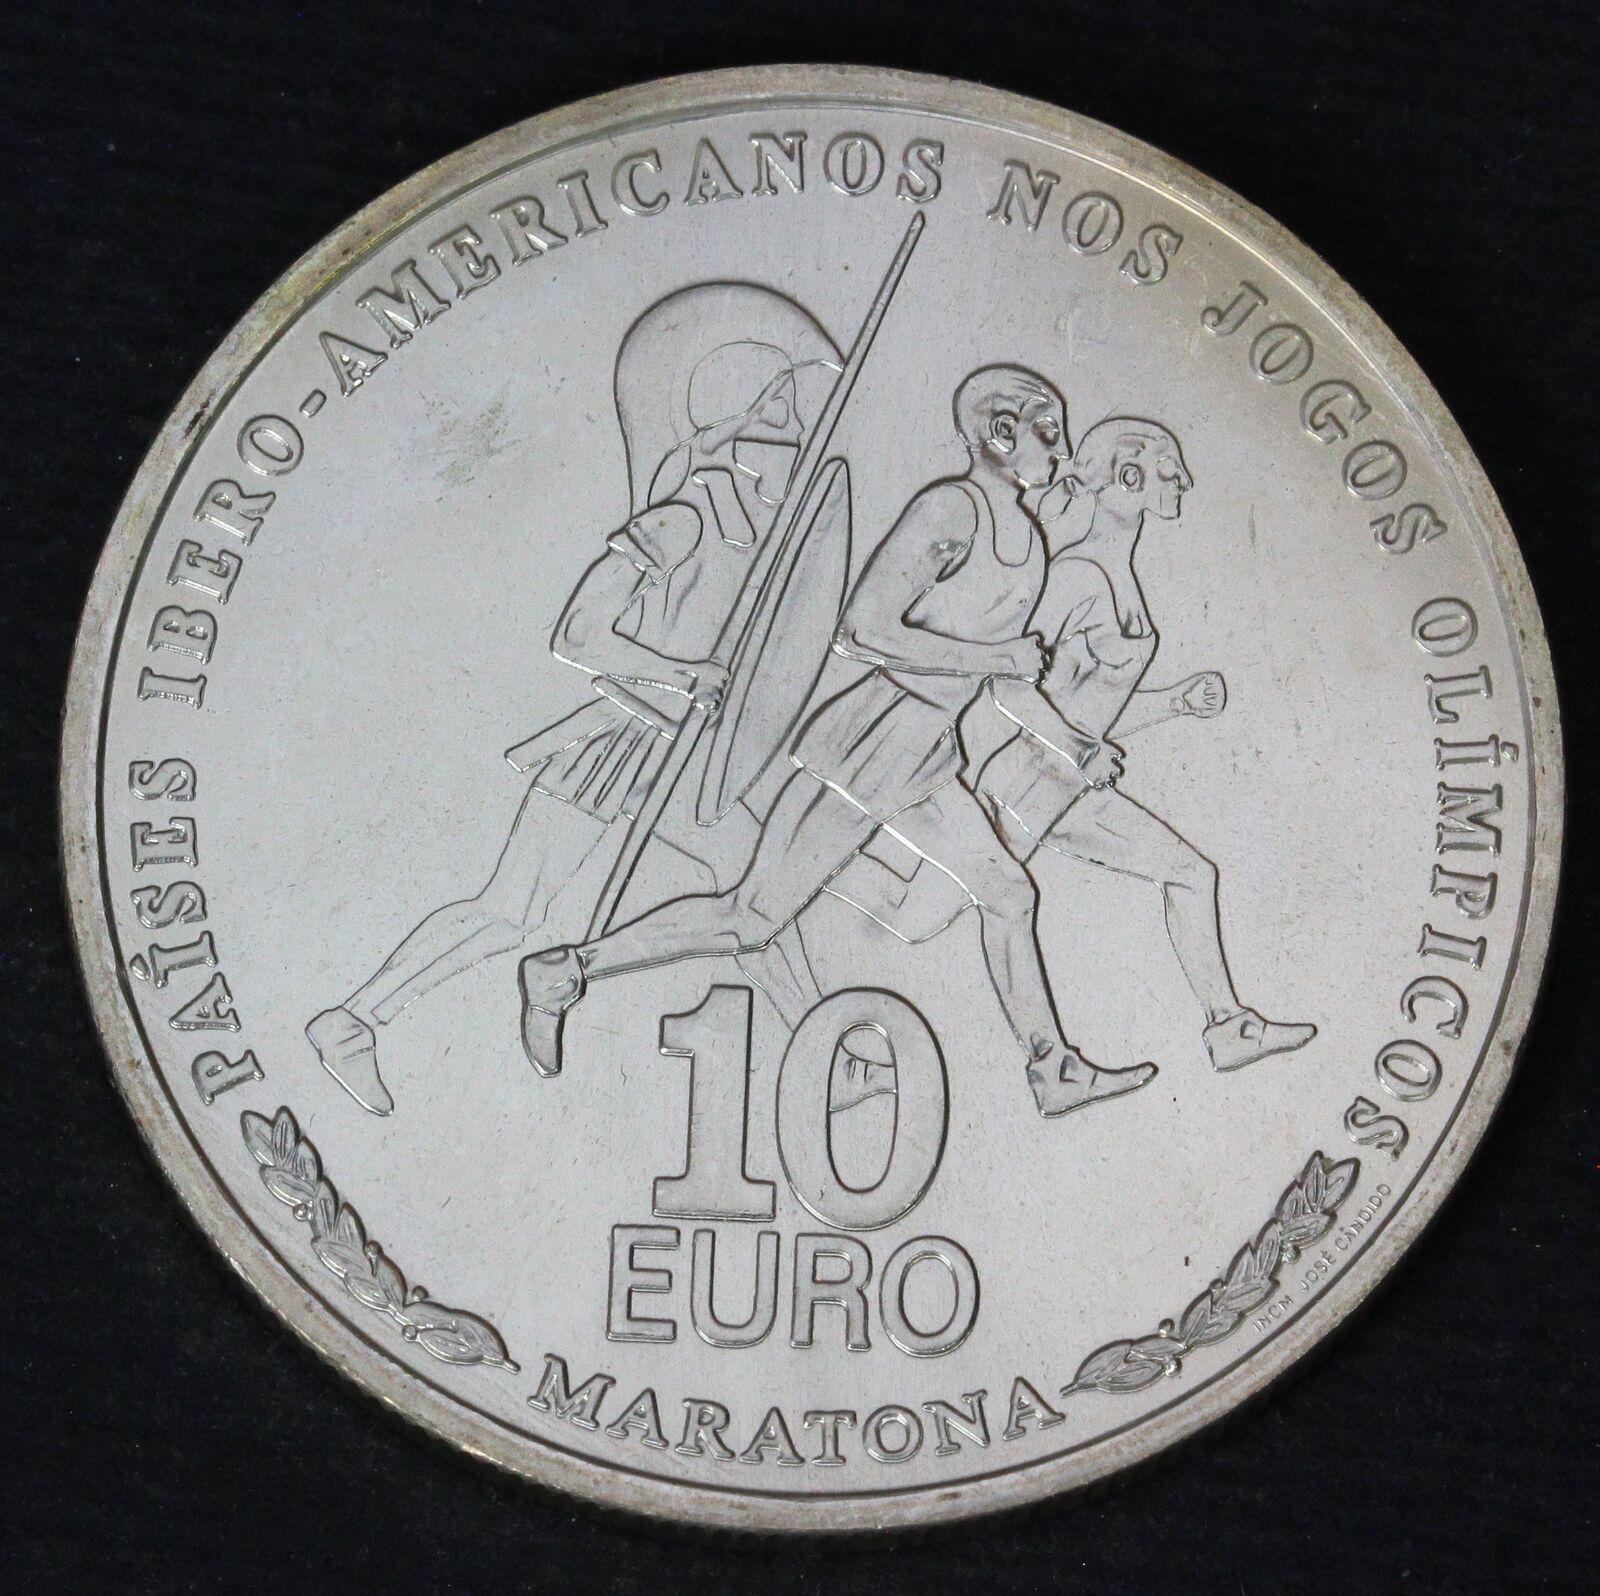 PAÍSES IBERO-AMERICANOS NOS JOGOS OLÍMPICOS
10
EURO
MARATONA
INCM JOSÉ CÂNDIDO